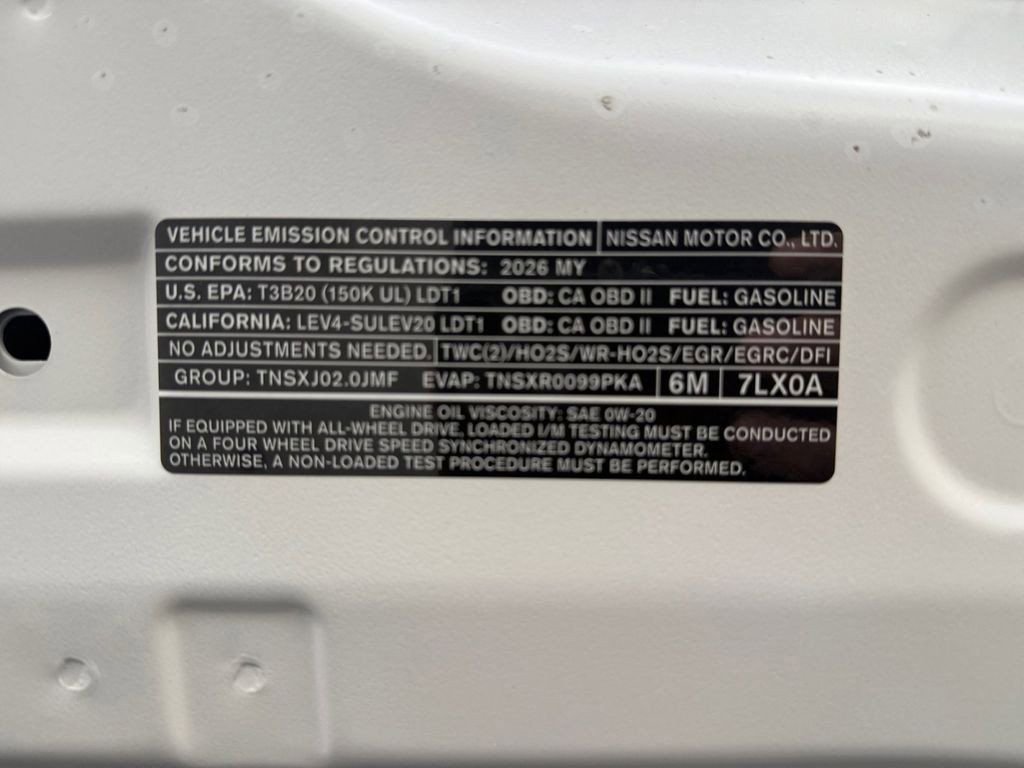 VEHICLE EMISSION CONTROL INFORMATION NISSAN MOTOR CO., LTD.
CONFORMS TO REGULATIONS: 2026 MY
U.S. EPA: T3B20 (150K UL) LDT1 OBD: CA OBD II FUEL: GASOLINE
CALIFORNIA: LEV4-SULEV20 LDT1 OBD: CA OBD II FUEL: GASOLINE
NO ADJUSTMENTS NEEDED. TWC(2)/HO2S/WR-HO2S/EGR/EGRC/DFI
GROUP: TNSXJ02.0JMF EVAP: TNSXR0099PKA 6M 7LX0A
ENGINE OIL VISCOSITY: SAE 0W-20
IF EQUIPPED WITH ALL-WHEEL DRIVE, LOADED I/M TESTING MUST BE CONDUCTED
ON A FOUR WHEEL DRIVE SPEED SYNCHRONIZED DYNAMOMETER.
OTHERWISE, A NON-LOADED TEST PROCEDURE MUST BE PERFORMED.